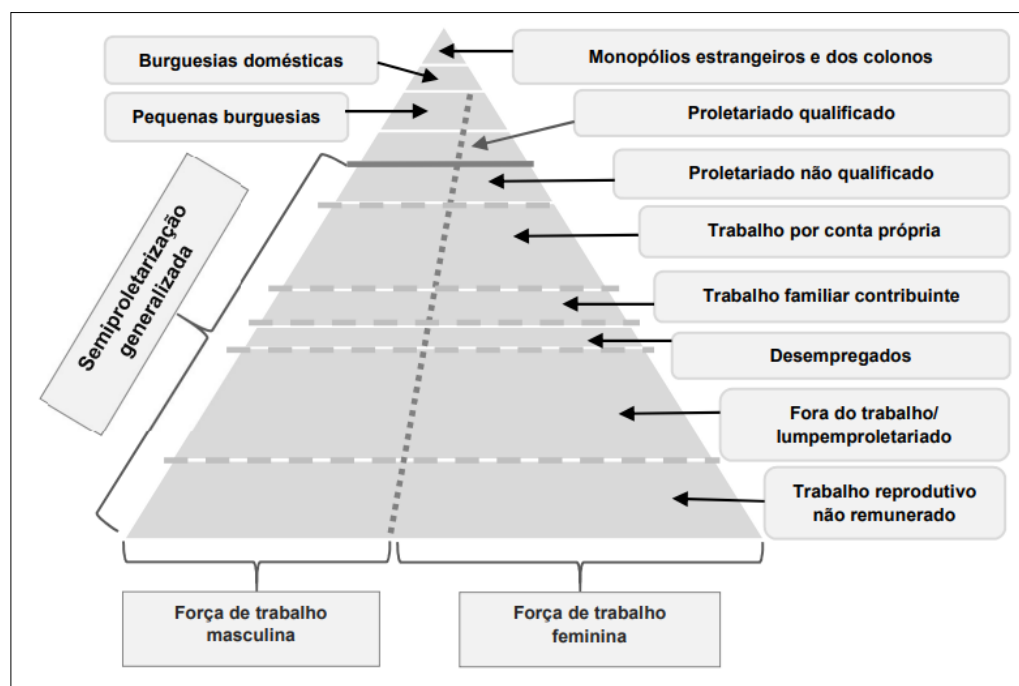 Monopólios estrangeiros e dos colonos
Burguesias domésticas
Pequenas burguesias
Proletariado qualificado
Proletariado não qualificado
Semiproletarização
generalizada
Trabalho por conta própria
Trabalho familiar contribuinte
Desempregados
Fora do trabalho/
lumpemproletariado
Trabalho reprodutivo
não remunerado
Força de trabalho
masculina
Força de trabalho
feminina